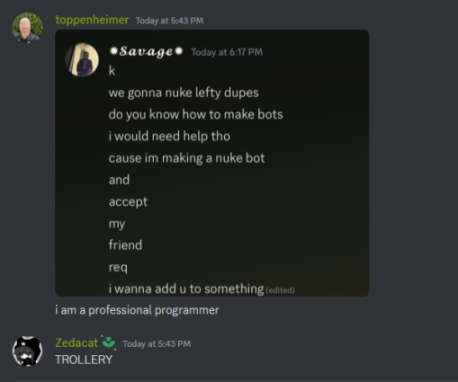 toppenheimer Today at 5:43 PM
✹𝓢𝓪𝓿𝓪𝓰𝓮✹ Today at 6:17 PM
k
we gonna nuke lefty dupes
do you know how to make bots
i would need help tho
cause im making a nuke bot
and
accept
my
friend
req
i wanna add u to something (edited)
i am a professional programmer
Zedacat Today at 5:43 PM
TROLLERY